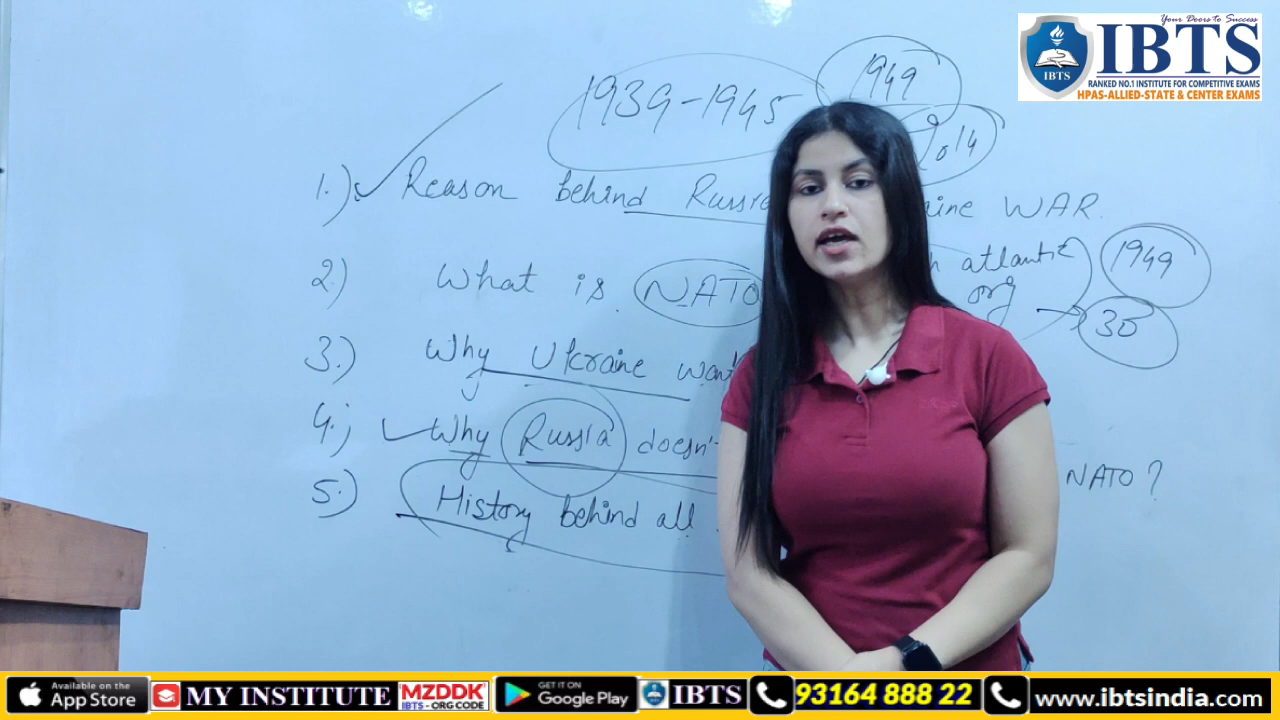 Your Doors to Success
IBTS
IBTS
RANKED NO.1 INSTITUTE FOR COMPETITIVE EXAMS
HPAS-ALLIED-STATE & CENTER EXAMS
1939-1945 1949
2014
1.) Reason behind Russia WAR.
2.) What is NATO atlantic 1949
org → 30
3.) Why Ukraine want
4.) Why Russia doesn't NATO?
5.) History behind all
Available on the
App Store
MY INSTITUTE
MZDDK
IBTS - ORG CODE
GET IT ON
Google Play
IBTS
93164 888 22
www.ibtsindia.com